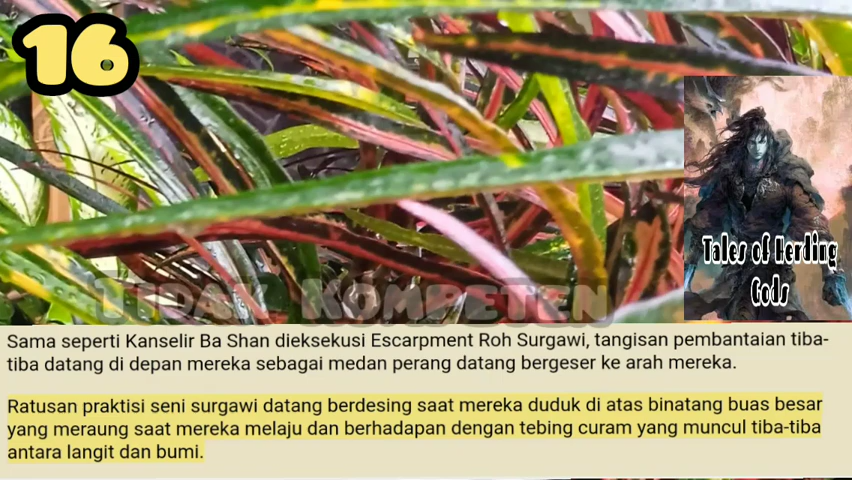 16
Tales of Herding
Gods
Tidak Kompeten
Sama seperti Kanselir Ba Shan dieksekusi Escarpment Roh Surgawi, tangisan pembantaian tiba-
tiba datang di depan mereka sebagai medan perang datang bergeser ke arah mereka.
Ratusan praktisi seni surgawi datang berdesing saat mereka duduk di atas binatang buas besar
yang meraung saat mereka melaju dan berhadapan dengan tebing curam yang muncul tiba-tiba
antara langit dan bumi.